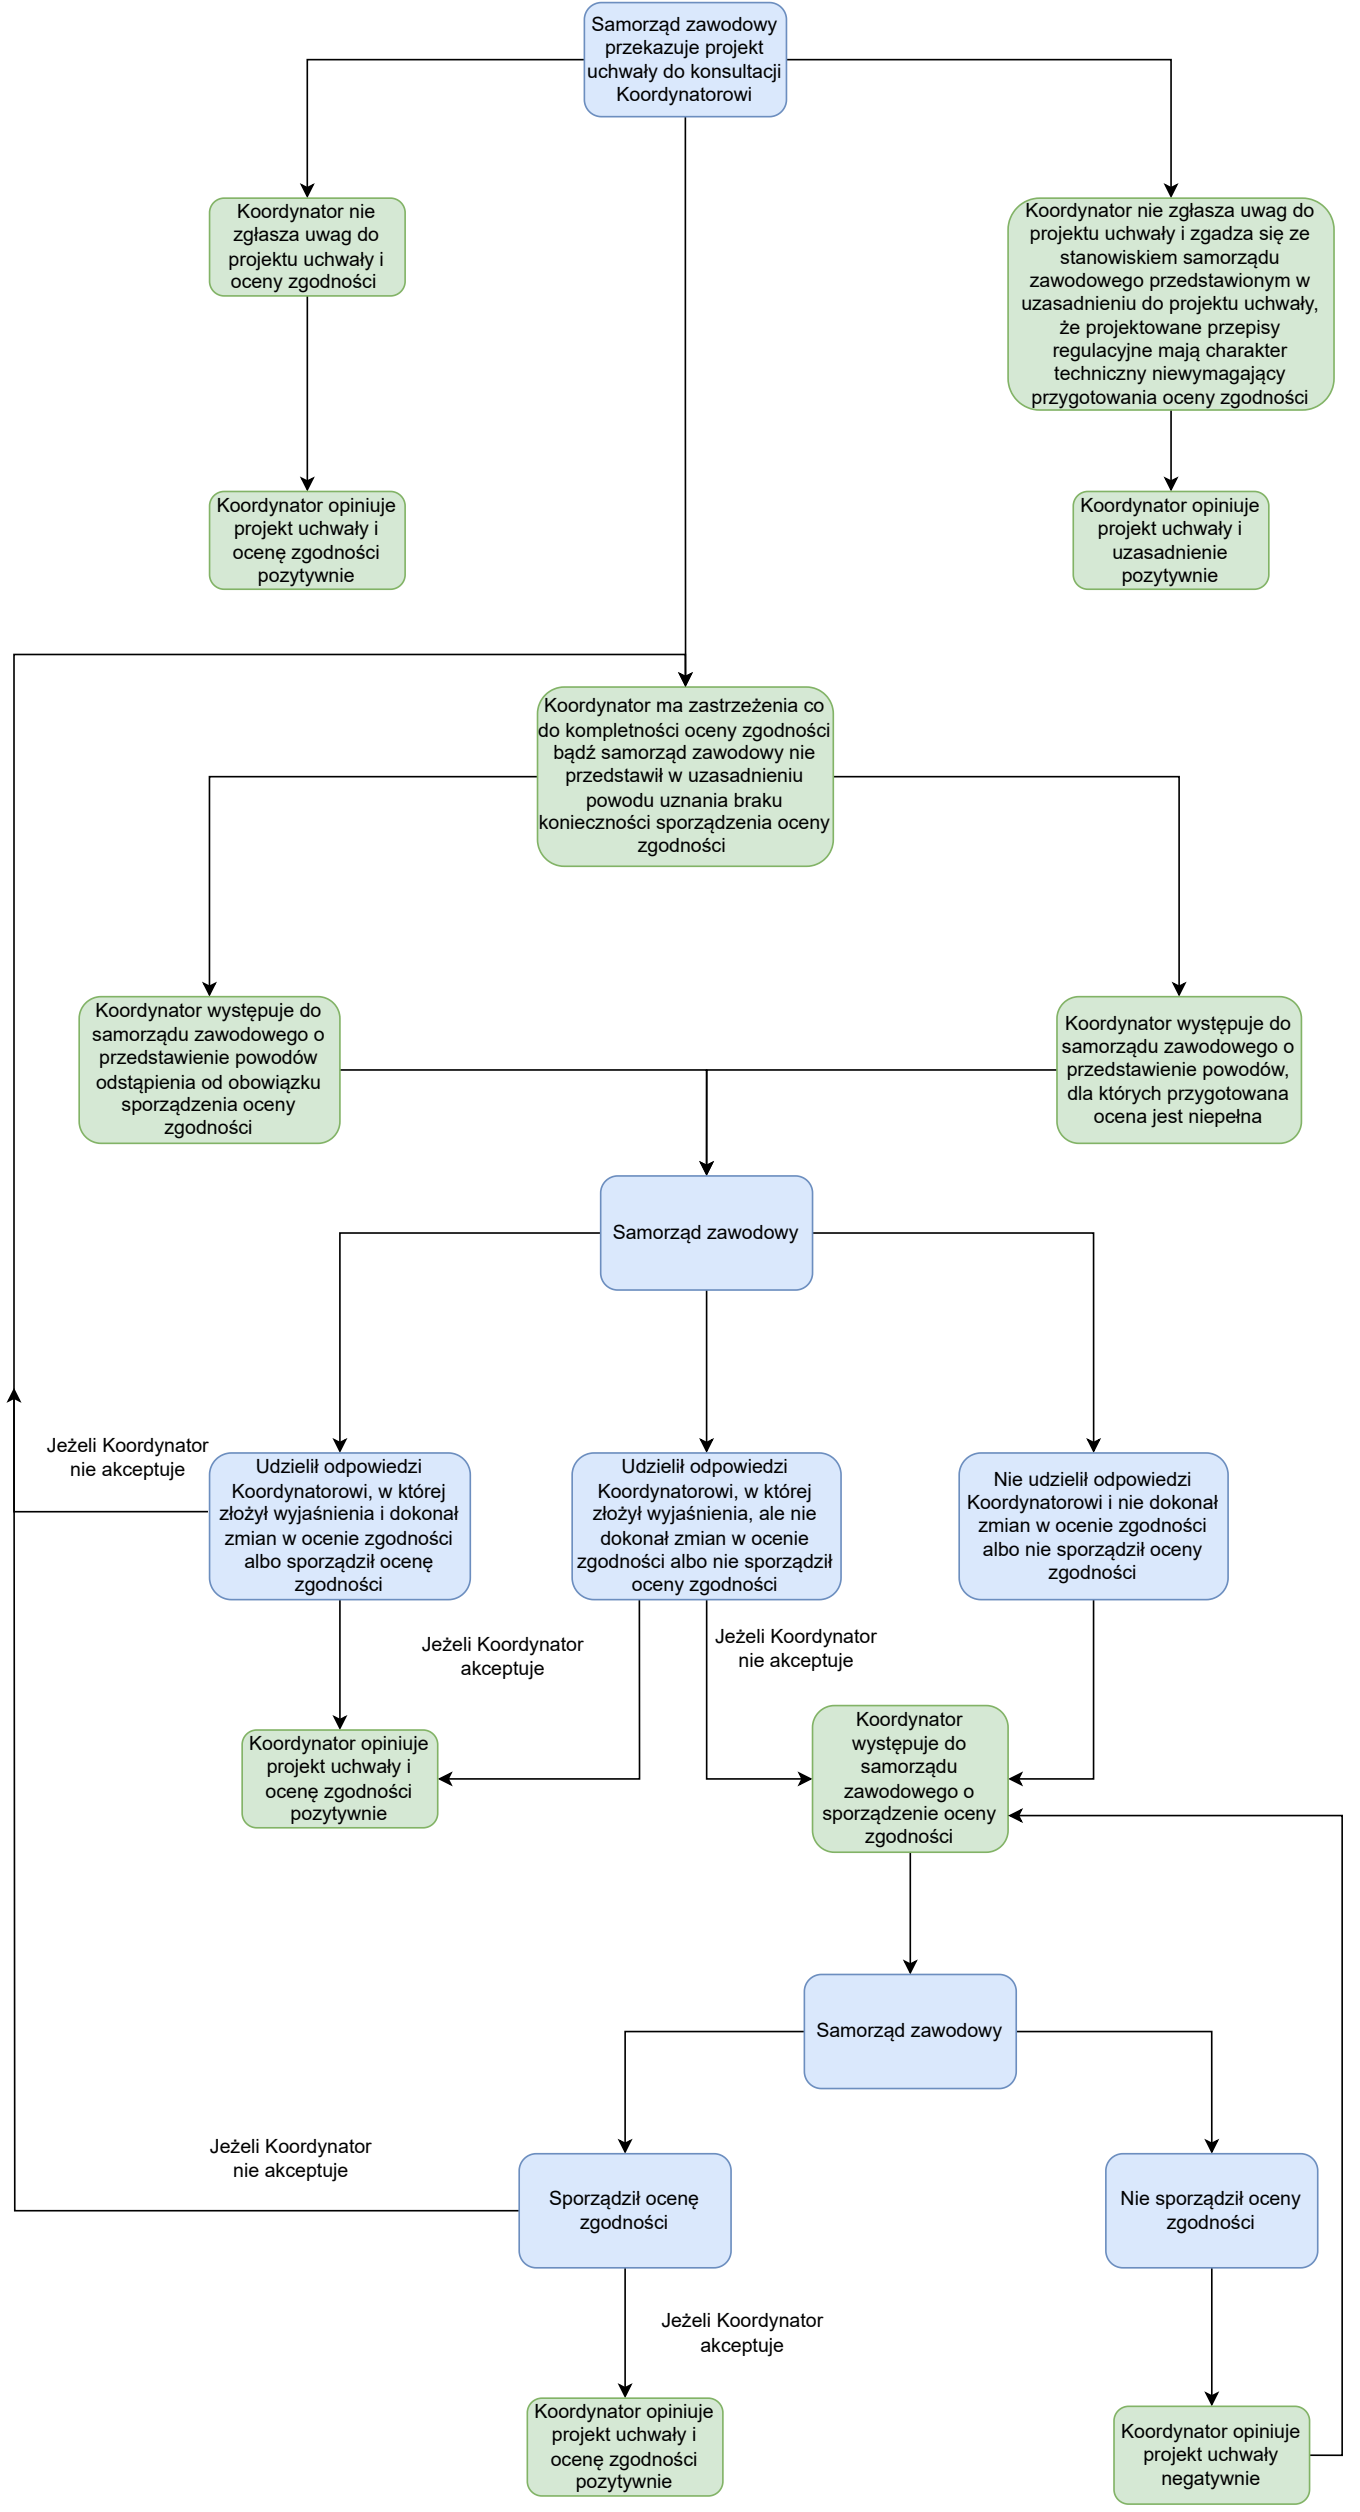 Samorząd zawodowy
przekazuje projekt
uchwały do konsultacji
Koordynatorowi
Koordynator nie
zgłasza uwag do
projektu uchwały i
oceny zgodności
Koordynator nie zgłasza uwag do
projektu uchwały i zgadza się ze
stanowiskiem samorządu
zawodowego przedstawionym w
uzasadnieniu do projektu uchwały,
że projektowane przepisy
regulacyjne mają charakter
techniczny niewymagający
przygotowania oceny zgodności
Koordynator opiniuje
projekt uchwały i
ocenę zgodności
pozytywnie
Koordynator opiniuje
projekt uchwały i
uzasadnienie
pozytywnie
Koordynator ma zastrzeżenia co
do kompletności oceny zgodności
bądź samorząd zawodowy nie
przedstawił w uzasadnieniu
powodu uznania braku
konieczności sporządzenia oceny
zgodności
Koordynator występuje do
samorządu zawodowego o
przedstawienie powodów
odstąpienia od obowiązku
sporządzenia oceny
zgodności
Koordynator występuje do
samorządu zawodowego o
przedstawienie powodów,
dla których przygotowana
ocena jest niepełna
Samorząd zawodowy
Jeżeli Koordynator
nie akceptuje
Udzielił odpowiedzi
Koordynatorowi, w której
złożył wyjaśnienia i dokonał
zmian w ocenie zgodności
albo sporządził ocenę
zgodności
Udzielił odpowiedzi
Koordynatorowi, w której
złożył wyjaśnienia, ale nie
dokonał zmian w ocenie
zgodności albo nie sporządził
oceny zgodności
Nie udzielił odpowiedzi
Koordynatorowi i nie dokonał
zmian w ocenie zgodności
albo nie sporządził oceny
zgodności
Jeżeli Koordynator
akceptuje
Jeżeli Koordynator
nie akceptuje
Koordynator opiniuje
projekt uchwały i
ocenę zgodności
pozytywnie
Koordynator
występuje do
samorządu
zawodowego o
sporządzenie oceny
zgodności
Samorząd zawodowy
Jeżeli Koordynator
nie akceptuje
Sporządził ocenę
zgodności
Nie sporządził oceny
zgodności
Jeżeli Koordynator
akceptuje
Koordynator opiniuje
projekt uchwały i
ocenę zgodności
pozytywnie
Koordynator opiniuje
projekt uchwały
negatywnie